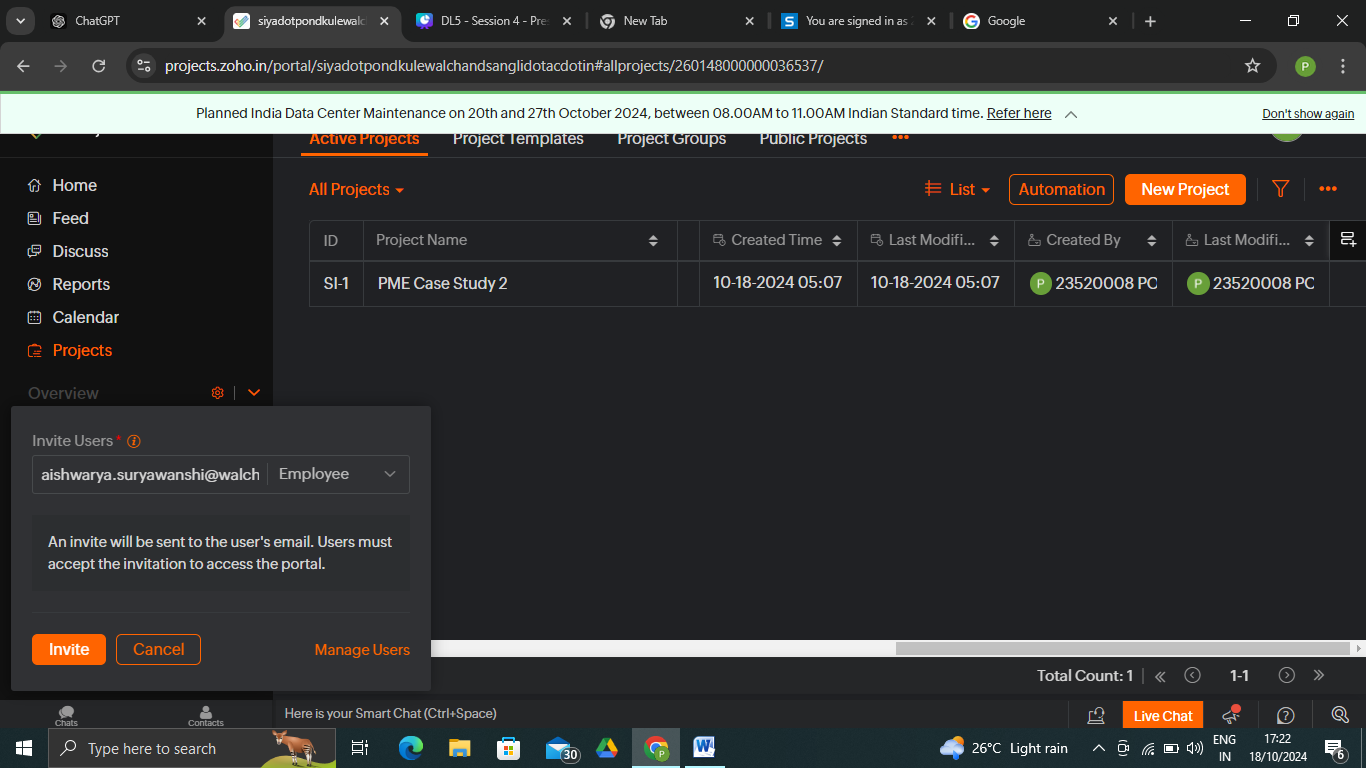 ChatGPT
siyadotpondkulewalc
DL5 - Session 4 - Pre
New Tab
You are signed in as
Google
projects.zoho.in/portal/siyadotpondkulewalchandsanglidotacdotin#allprojects/260148000000036537/
P
Planned India Data Center Maintenance on 20th and 27th October 2024, between 08.00AM to 11.00AM Indian Standard time. Refer here
Don't show again
Active Projects Project Templates Project Groups Public Projects
All Projects
List
Automation
New Project
Home
Feed
Discuss
Reports
Calendar
Projects
Overview
ID Project Name Created Time Last Modifi... Created By Last Modifi...
SI-1 PME Case Study 2 10-18-2024 05:07 10-18-2024 05:07 P 23520008 PO P 23520008 PO
Invite Users *
aishwarya.suryawanshi@walch Employee
An invite will be sent to the user's email. Users must
accept the invitation to access the portal.
Invite
Cancel
Manage Users
Total Count: 1
1-1
Chats
Contacts
Here is your Smart Chat (Ctrl+Space)
Live Chat
Type here to search
30
P
26°C Light rain
ENG
IN
17:22
18/10/2024
6